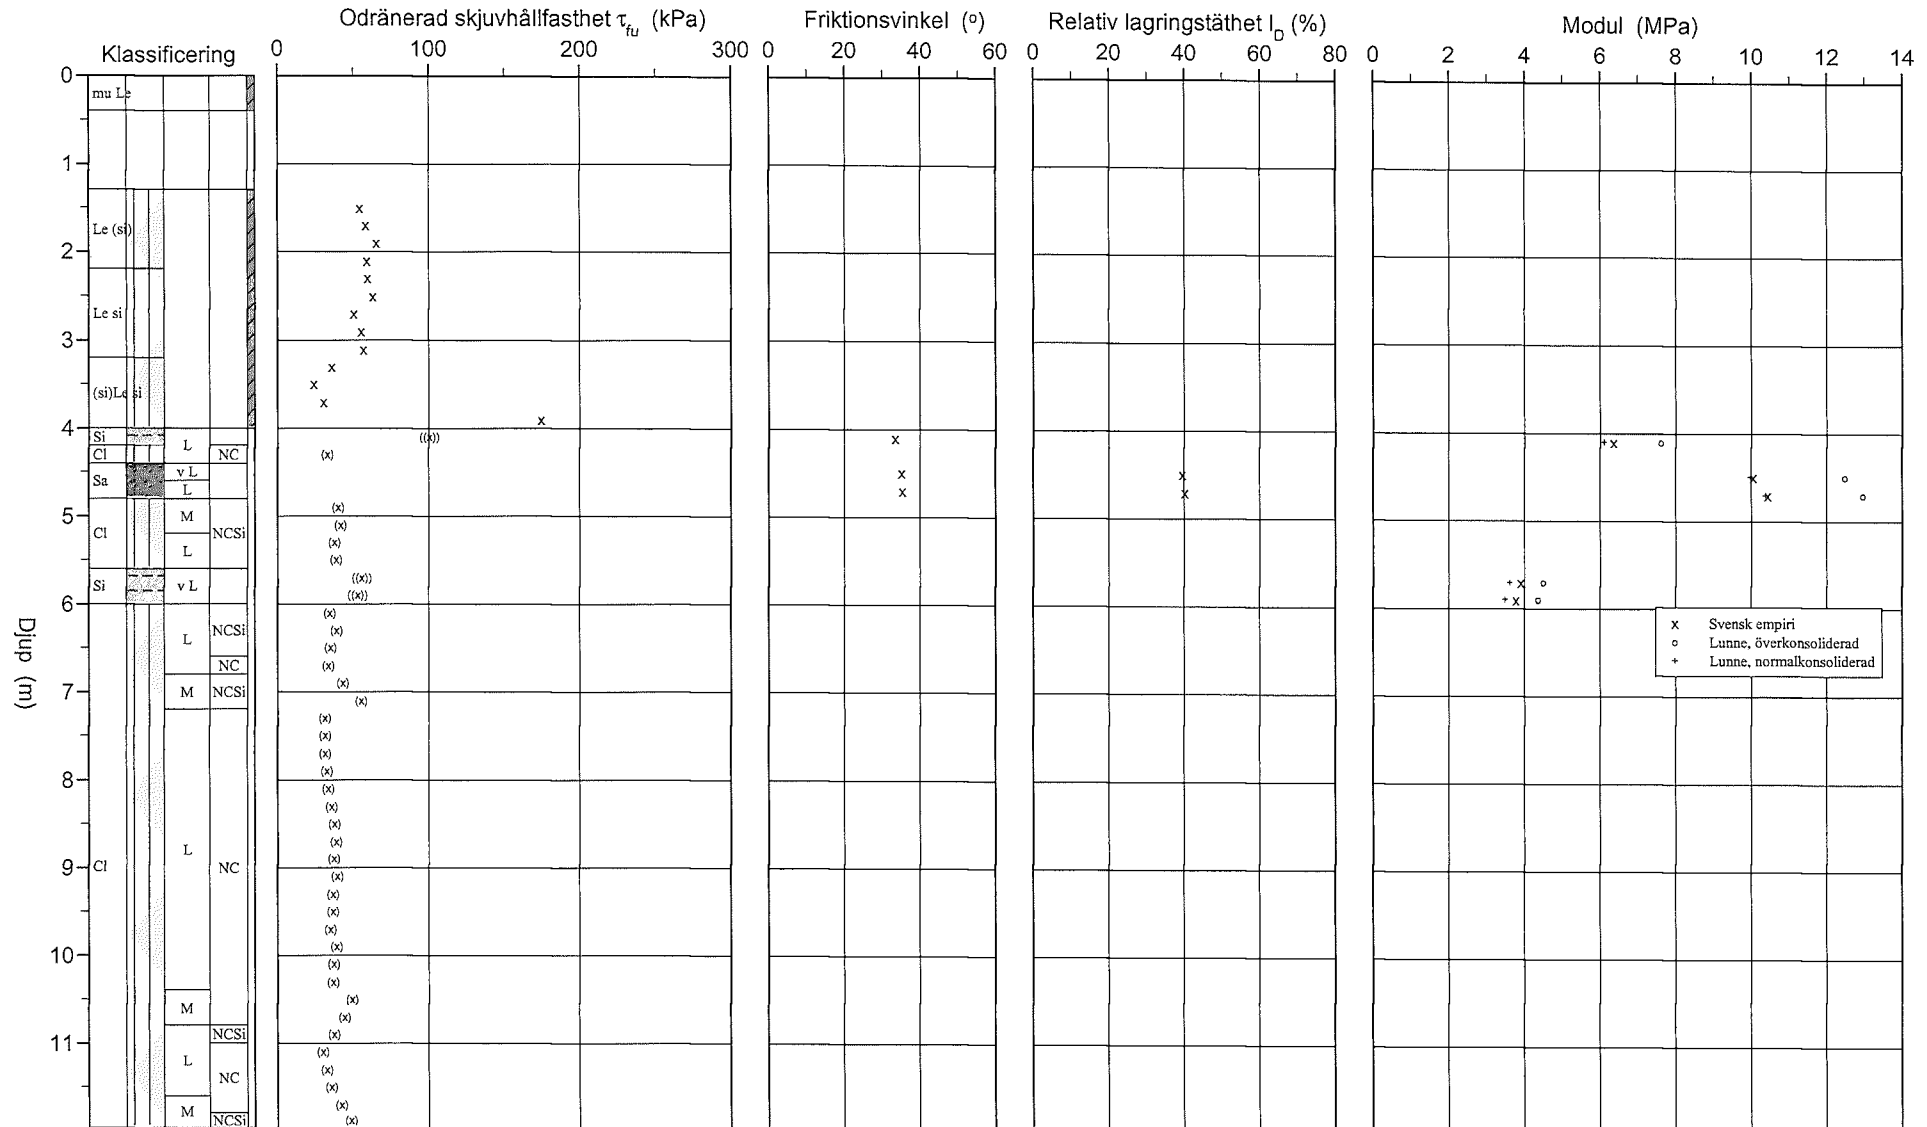 Klassificering
Odränerad skjuvhållfasthet τfu (kPa)
Friktionsvinkel (o)
Relativ lagringstäthet ID (%)
Modul (MPa)
0 100 200 300
0 20 40 60
0 20 40 60 80
0 2 4 6 8 10 12 14
Djup (m)
0
1
2
3
4
5
6
7
8
9
10
11
mu Le
Le (si)
Le si
(si)Le si
Si
Cl
Sa
Cl
Si
Cl
L
v L
L
M
L
v L
L
M
L
M
L
M
NC
NCSi
NCSi
NC
NCSi
NC
NCSi
NC
NCSi
x Svensk empiri
o Lunne, överkonsoliderad
+ Lunne, normalkonsoliderad